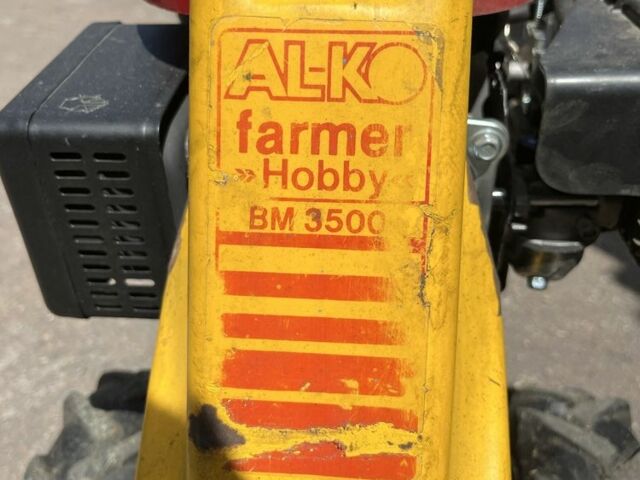 AL-KO
farmer
»Hobby«
BM 3500